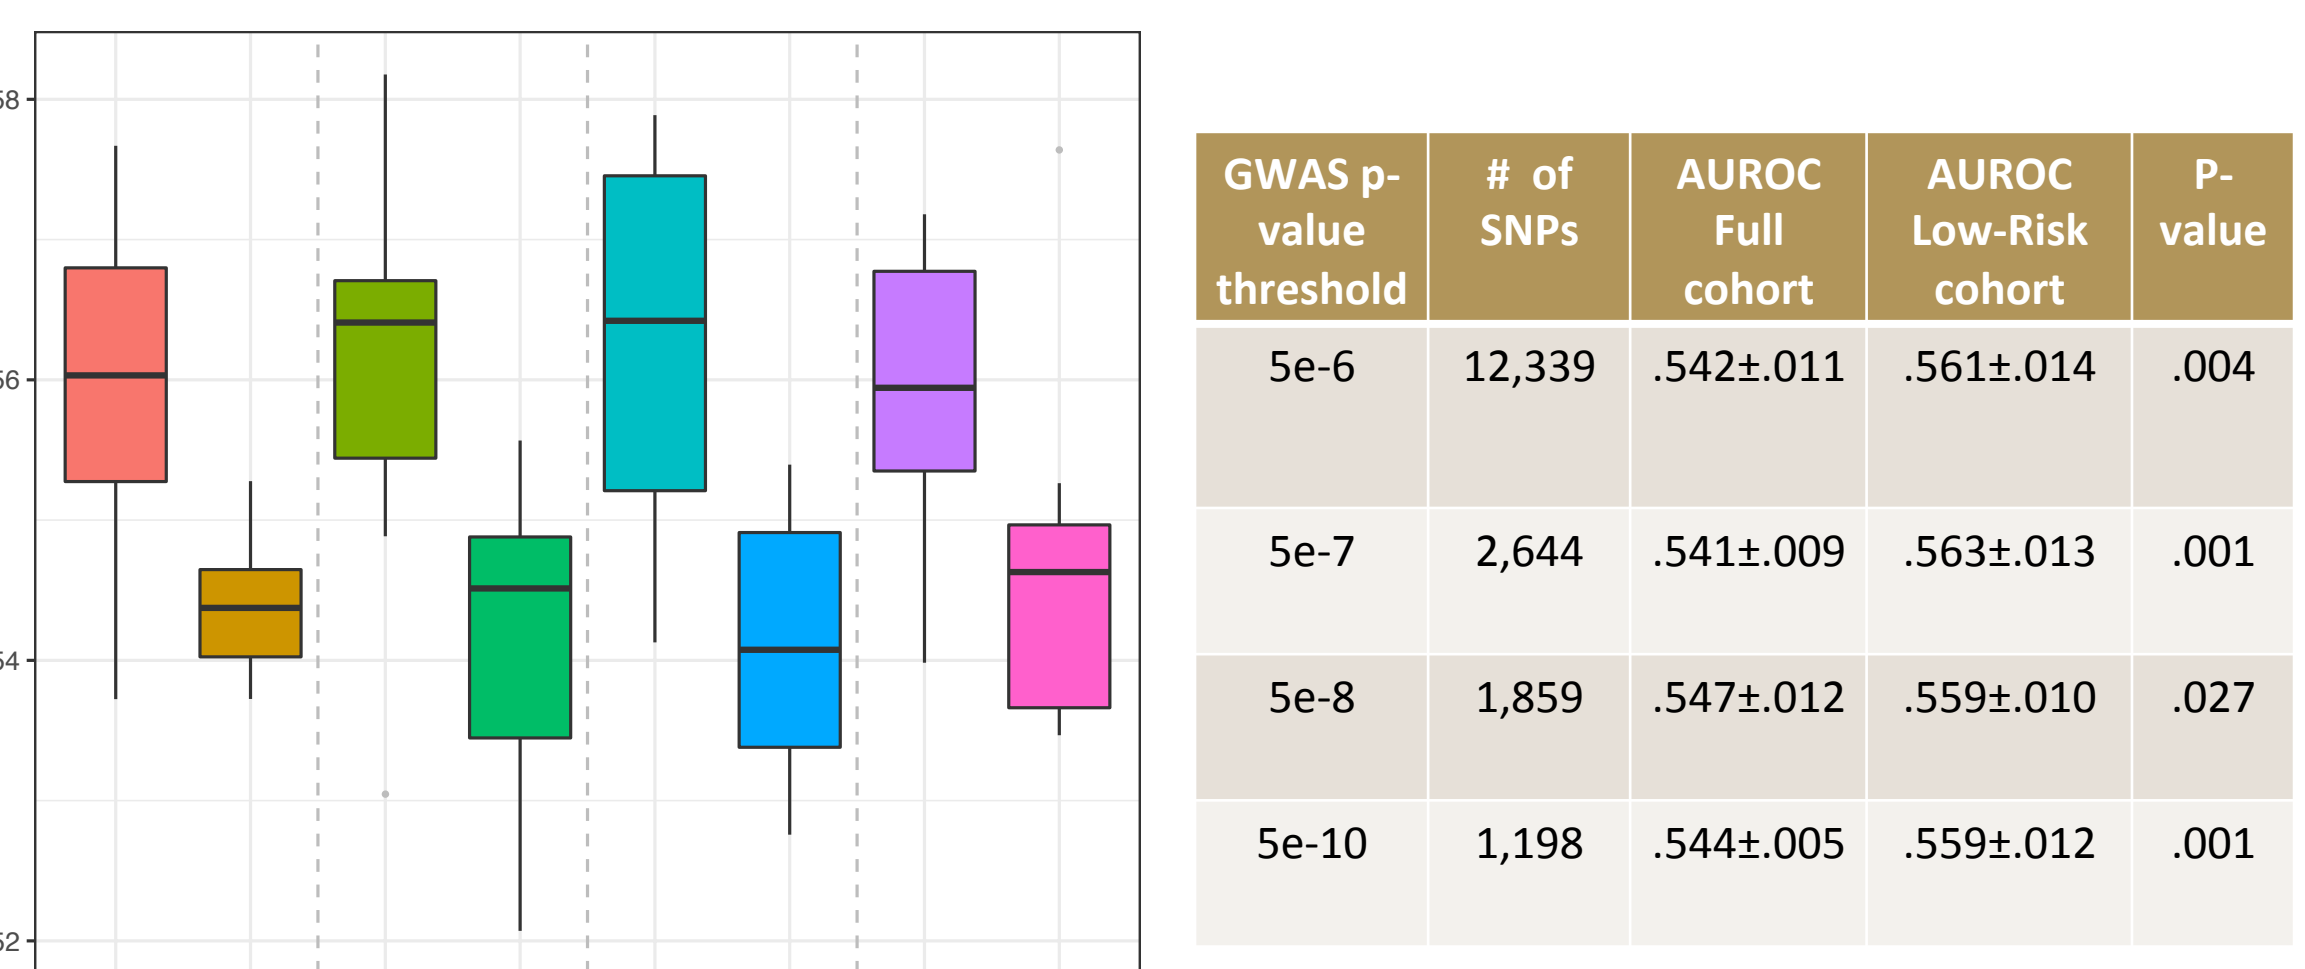 58
56
54
52
GWAS p-
value
threshold
# of
SNPs
AUROC
Full
cohort
AUROC
Low-Risk
cohort
P-
value
5e-6 12,339 .542±.011 .561±.014 .004
5e-7 2,644 .541±.009 .563±.013 .001
5e-8 1,859 .547±.012 .559±.010 .027
5e-10 1,198 .544±.005 .559±.012 .001